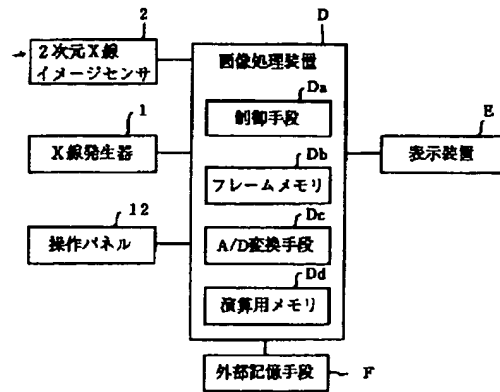 2
2次元X線
イメージセンサ
1
X線発生器
12
操作パネル
D
画像処理装置
Da
制御手段
Db
フレームメモリ
Dc
A/D変換手段
Dd
演算用メモリ
E
表示装置
外部記憶手段
F